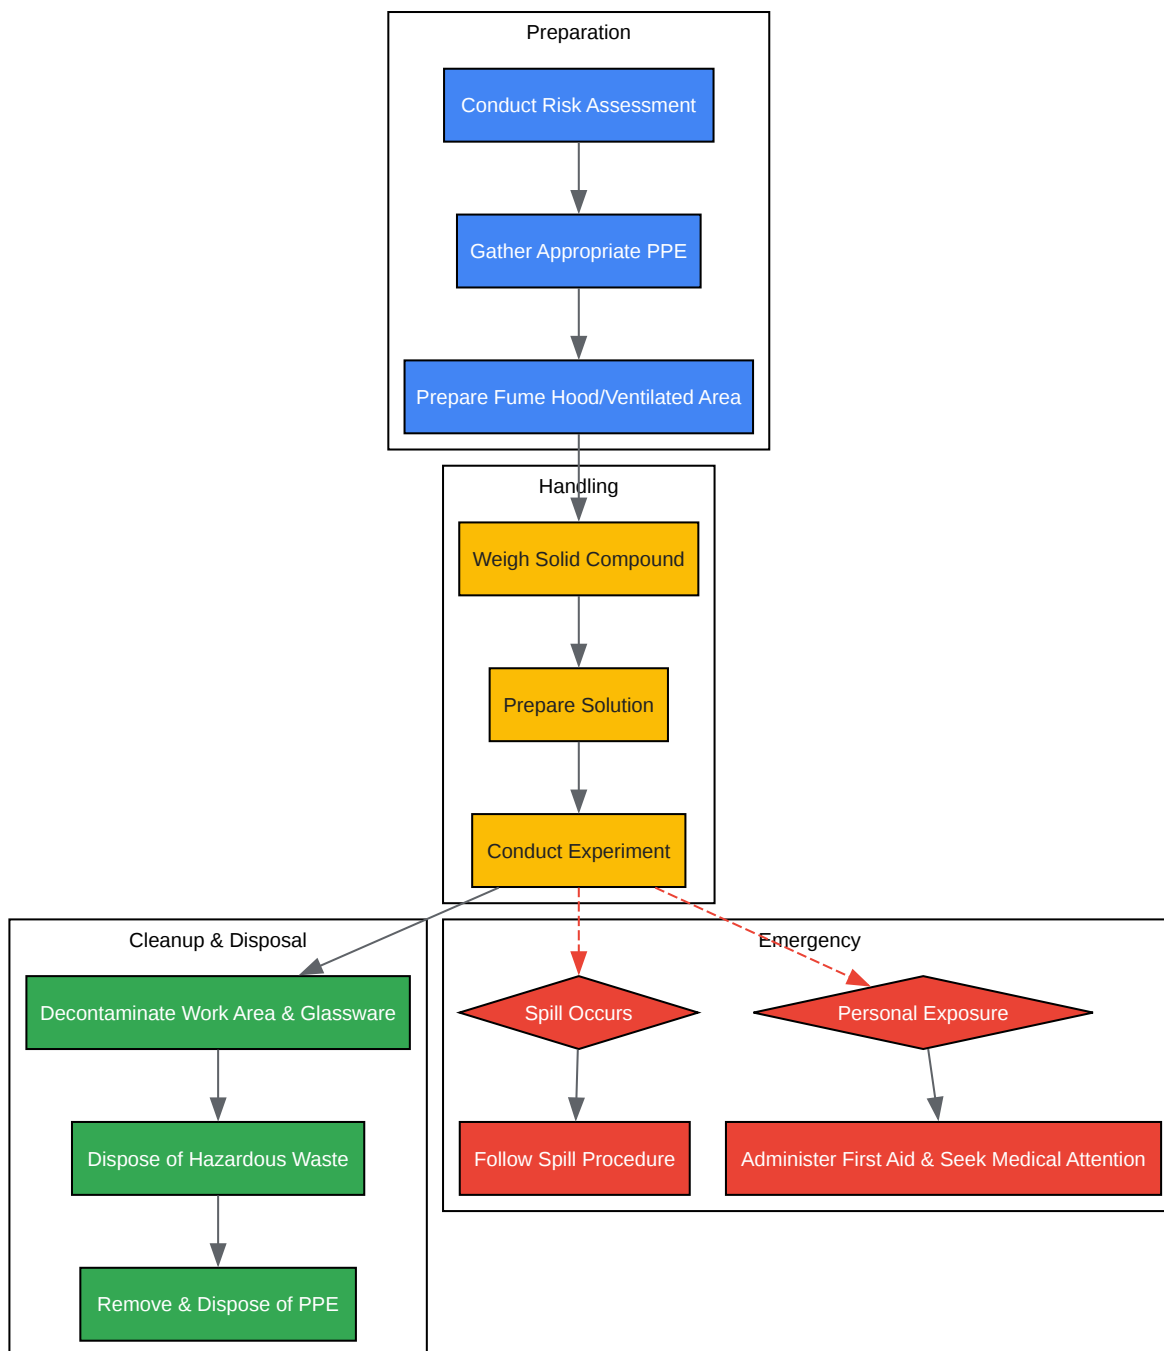 Preparation
Conduct Risk Assessment
Gather Appropriate PPE
Prepare Fume Hood/Ventilated Area
Handling
Weigh Solid Compound
Prepare Solution
Conduct Experiment
Cleanup & Disposal
Decontaminate Work Area & Glassware
Dispose of Hazardous Waste
Remove & Dispose of PPE
Emergency
Spill Occurs
Personal Exposure
Follow Spill Procedure
Administer First Aid & Seek Medical Attention